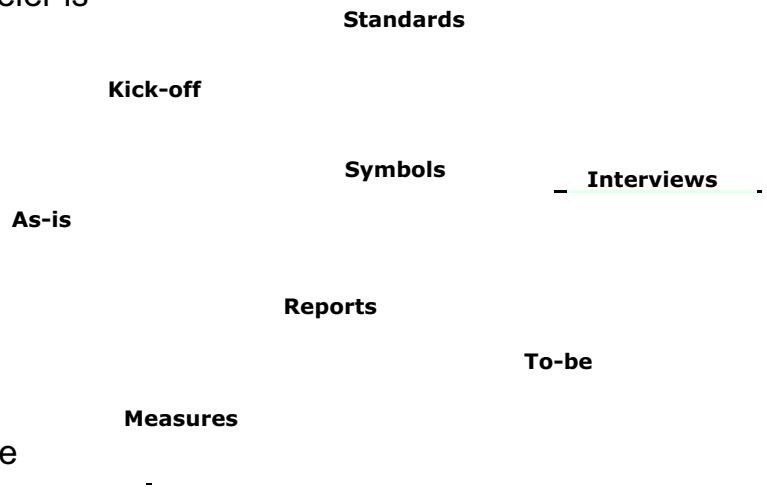 Standards
Kick-off
Symbols
Interviews
As-is
Reports
To-be
Measures
e